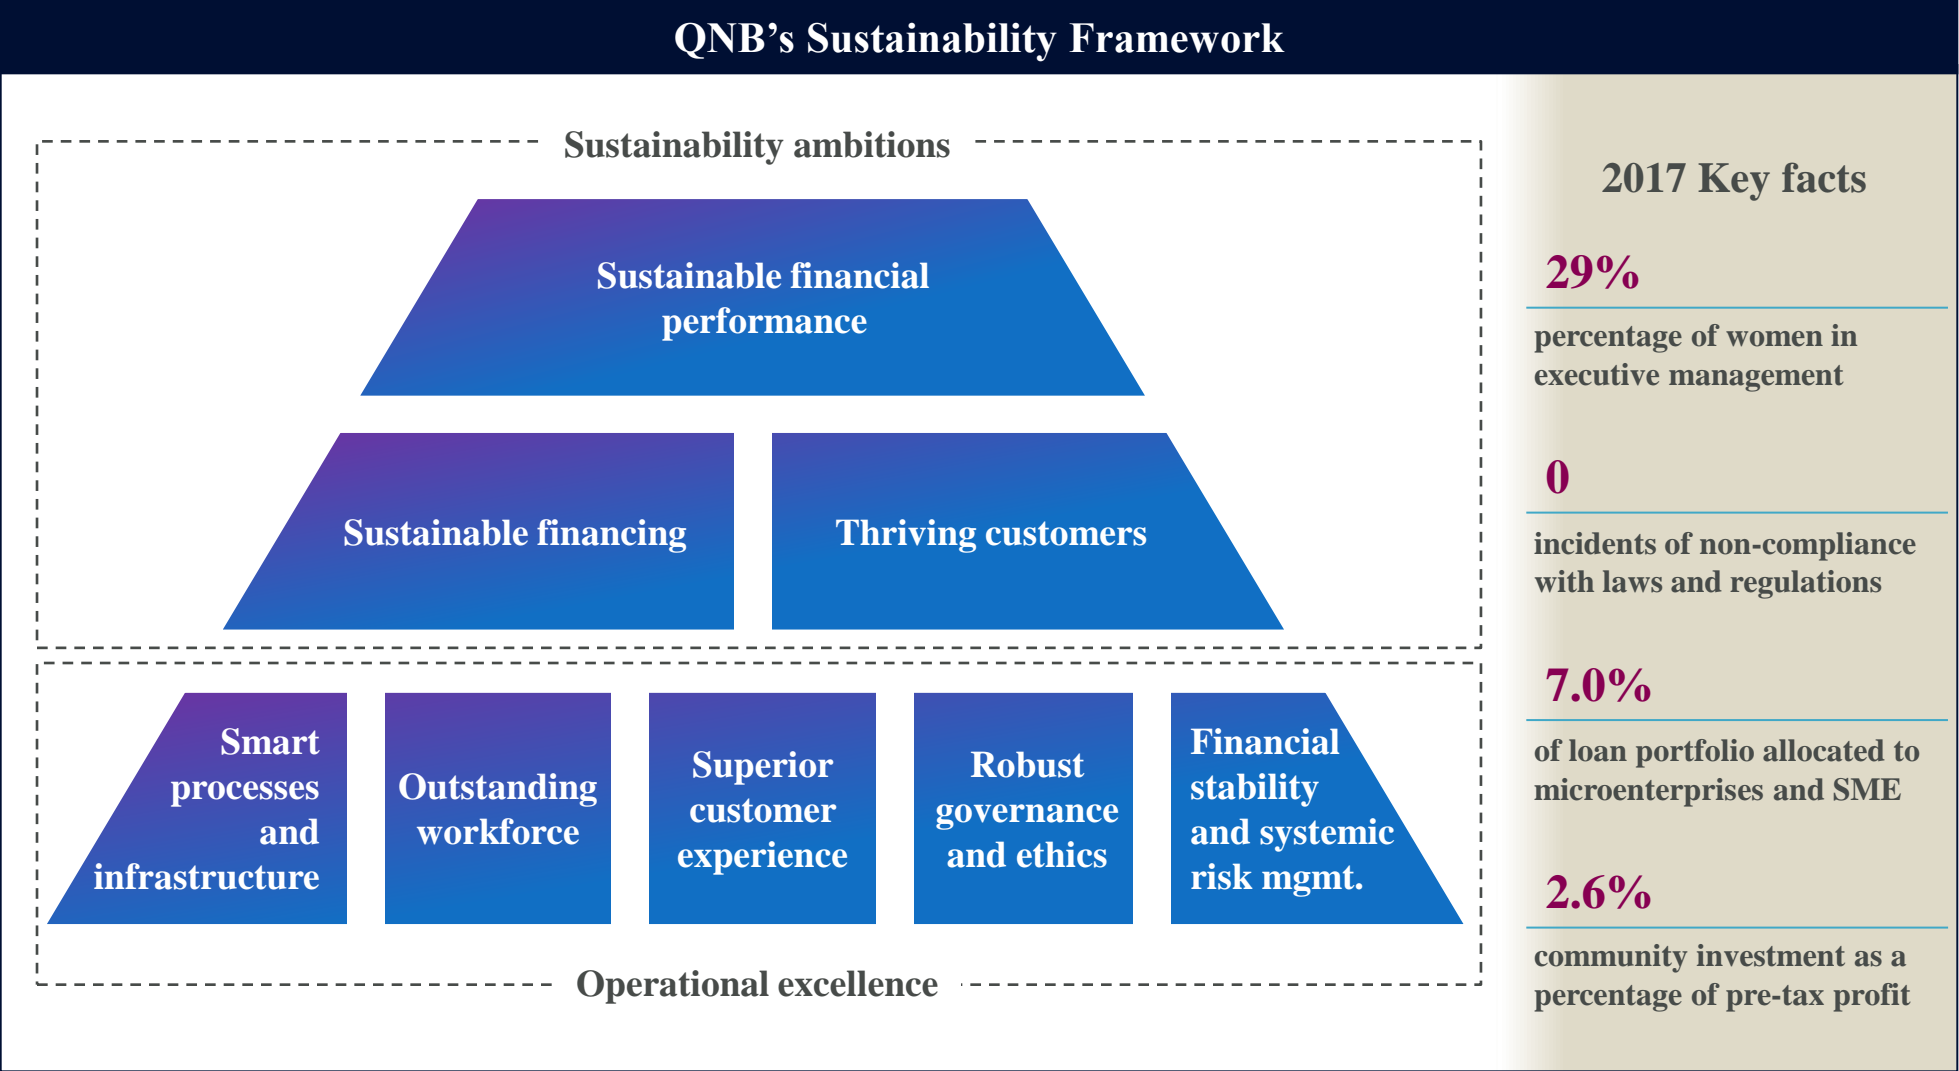 QNB’s Sustainability Framework
Sustainability ambitions
Sustainable financial
performance
Sustainable financing
Thriving customers
Smart
processes
and
infrastructure
Outstanding
workforce
Superior
customer
experience
Robust
governance
and ethics
Financial
stability
and systemic
risk mgmt.
Operational excellence
2017 Key facts
29%
percentage of women in
executive management
0
incidents of non-compliance
with laws and regulations
7.0%
of loan portfolio allocated to
microenterprises and SME
2.6%
community investment as a
percentage of pre-tax profit